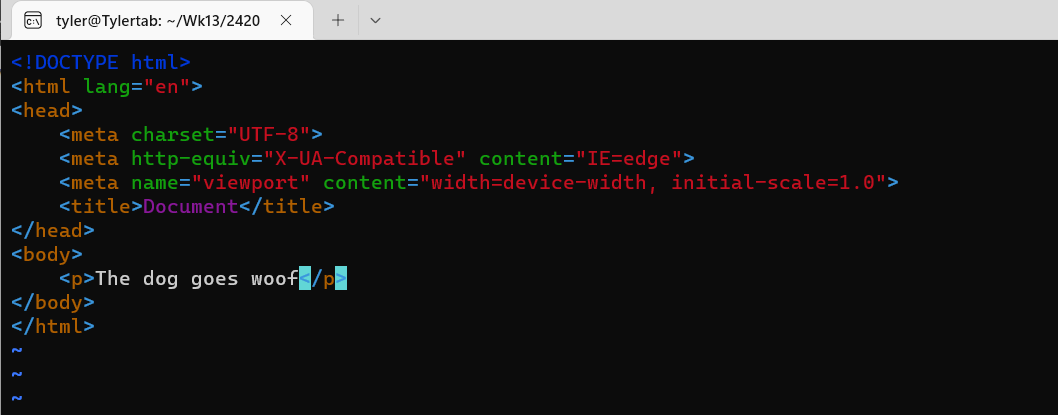 tyler@Tylertab: ~/Wk13/2420
<!DOCTYPE html>
<html lang="en">
<head>
    <meta charset="UTF-8">
    <meta http-equiv="X-UA-Compatible" content="IE=edge">
    <meta name="viewport" content="width=device-width, initial-scale=1.0">
    <title>Document</title>
</head>
<body>
    <p>The dog goes woof</p>
</body>
</html>
~
~
~